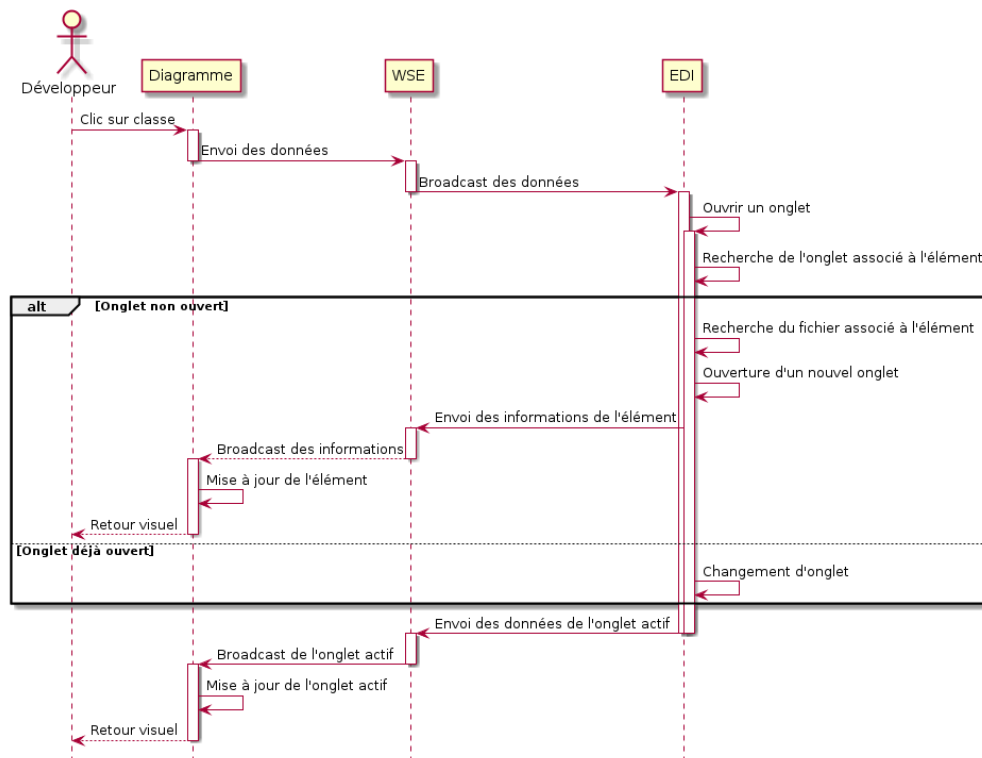 Développeur
Diagramme
WSE
EDI
Clic sur classe
Envoi des données
Broadcast des données
Ouvrir un onglet
Recherche de l'onglet associé à l'élément
alt
[Onglet non ouvert]
Recherche du fichier associé à l'élément
Ouverture d'un nouvel onglet
Envoi des informations de l'élément
Broadcast des informations
Mise à jour de l'élément
Retour visuel
[Onglet déjà ouvert]
Changement d'onglet
Envoi des données de l'onglet actif
Broadcast de l'onglet actif
Mise à jour de l'onglet actif
Retour visuel